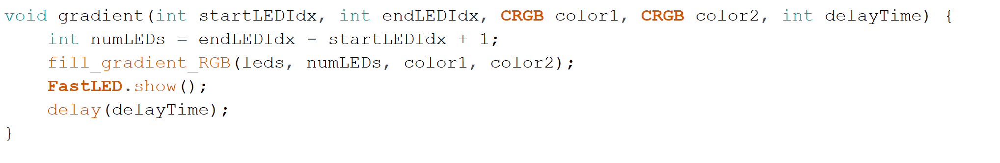 void gradient(int startLEDIdx, int endLEDIdx, CRGB color1, CRGB color2, int delayTime) {
    int numLEDs = endLEDIdx - startLEDIdx + 1;
    fill_gradient_RGB(leds, numLEDs, color1, color2);
    FastLED.show();
    delay(delayTime);
}